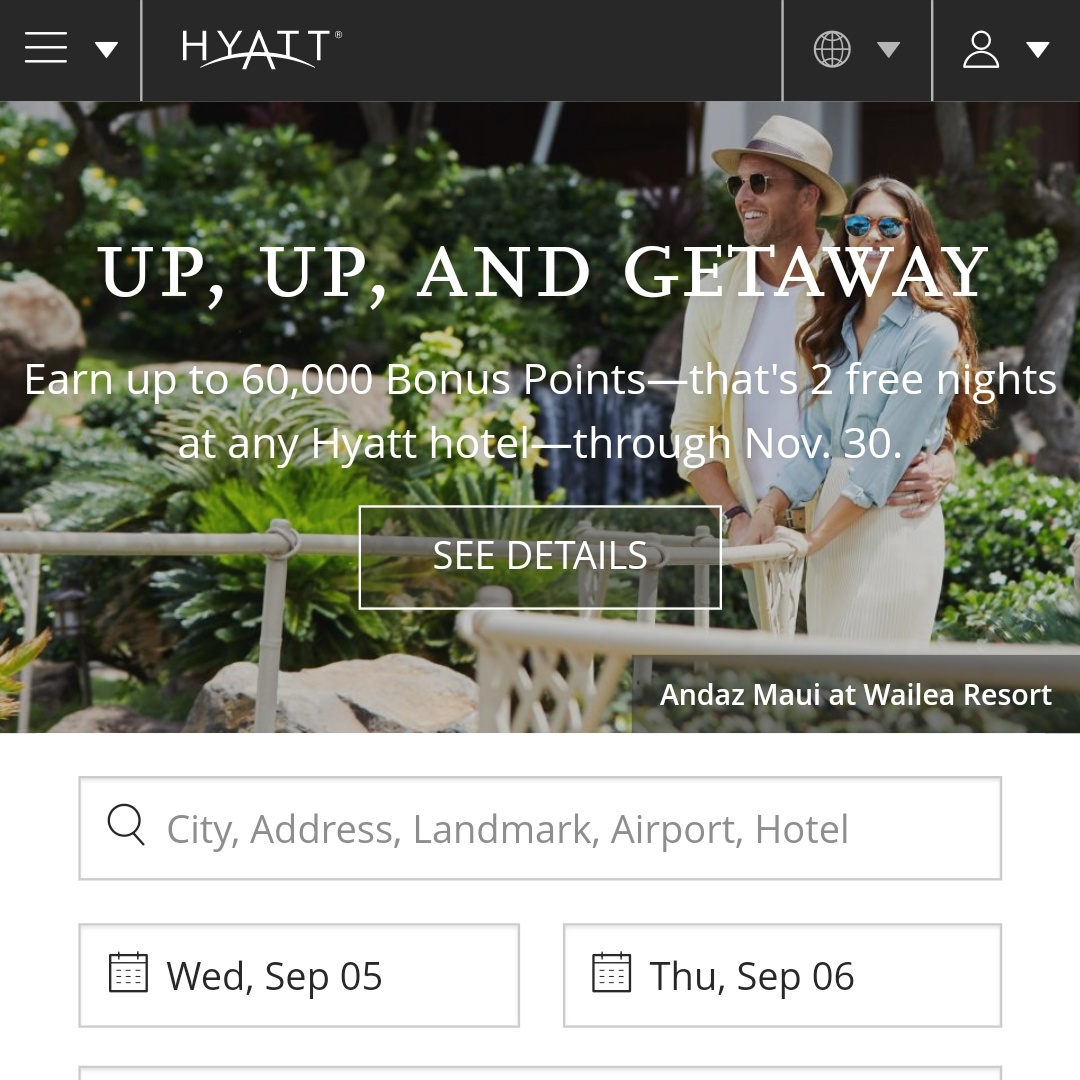 HYATT®
UP, UP, AND GETAWAY
Earn up to 60,000 Bonus Points—that's 2 free nights
at any Hyatt hotel—through Nov. 30.
SEE DETAILS
Andaz Maui at Wailea Resort
City, Address, Landmark, Airport, Hotel
Wed, Sep 05
Thu, Sep 06